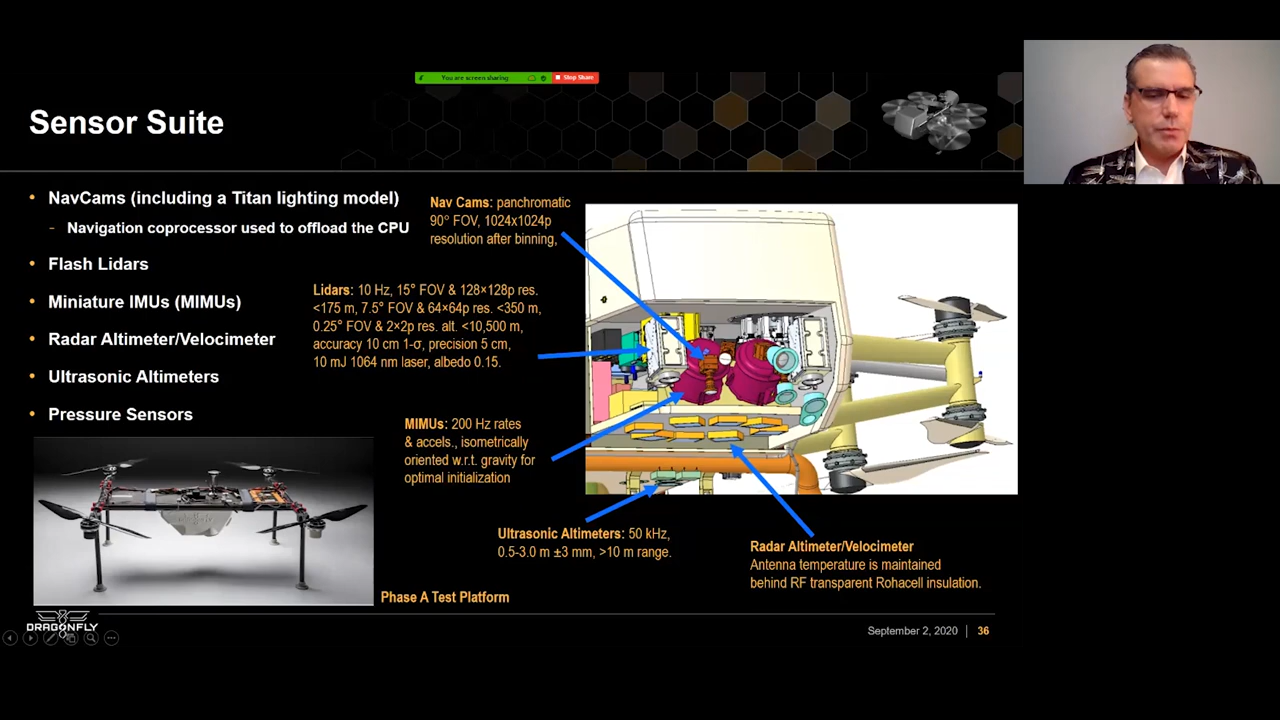 You are screen sharing
Stop Share
Sensor Suite
• NavCams (including a Titan lighting model)
- Navigation coprocessor used to offload the CPU
• Flash Lidars
• Miniature IMUs (MIMUs)
• Radar Altimeter/Velocimeter
• Ultrasonic Altimeters
• Pressure Sensors
Nav Cams: panchromatic
90° FOV, 1024x1024p
resolution after binning,
Lidars: 10 Hz, 15° FOV & 128×128p res.
<175 m, 7.5° FOV & 64×64p res. <350 m,
0.25° FOV & 2×2p res. alt. <10,500 m,
accuracy 10 cm 1-σ, precision 5 cm,
10 mJ 1064 nm laser, albedo 0.15.
MIMUs: 200 Hz rates
& accels., isometrically
oriented w.r.t. gravity for
optimal initialization
Ultrasonic Altimeters: 50 kHz,
0.5-3.0 m ±3 mm, >10 m range.
Radar Altimeter/Velocimeter
Antenna temperature is maintained
behind RF transparent Rohacell insulation.
Phase A Test Platform
DRAGONFLY
September 2, 2020 | 36